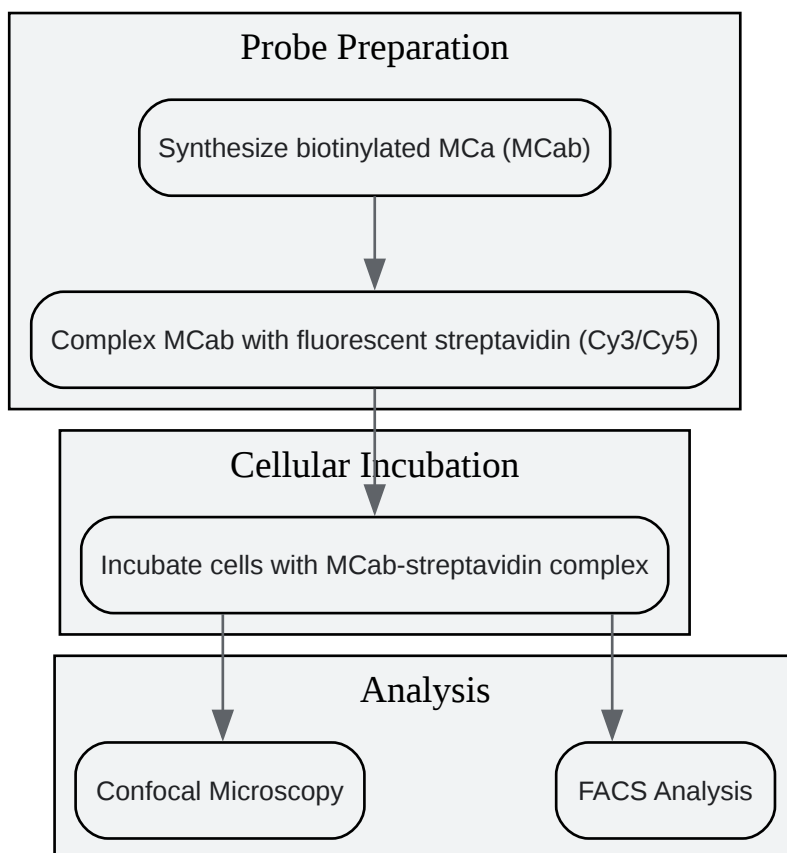 Probe Preparation
Synthesize biotinylated MCa (MCab)
Complex MCab with fluorescent streptavidin (Cy3/Cy5)
Cellular Incubation
Incubate cells with MCab-streptavidin complex
Analysis
Confocal Microscopy
FACS Analysis